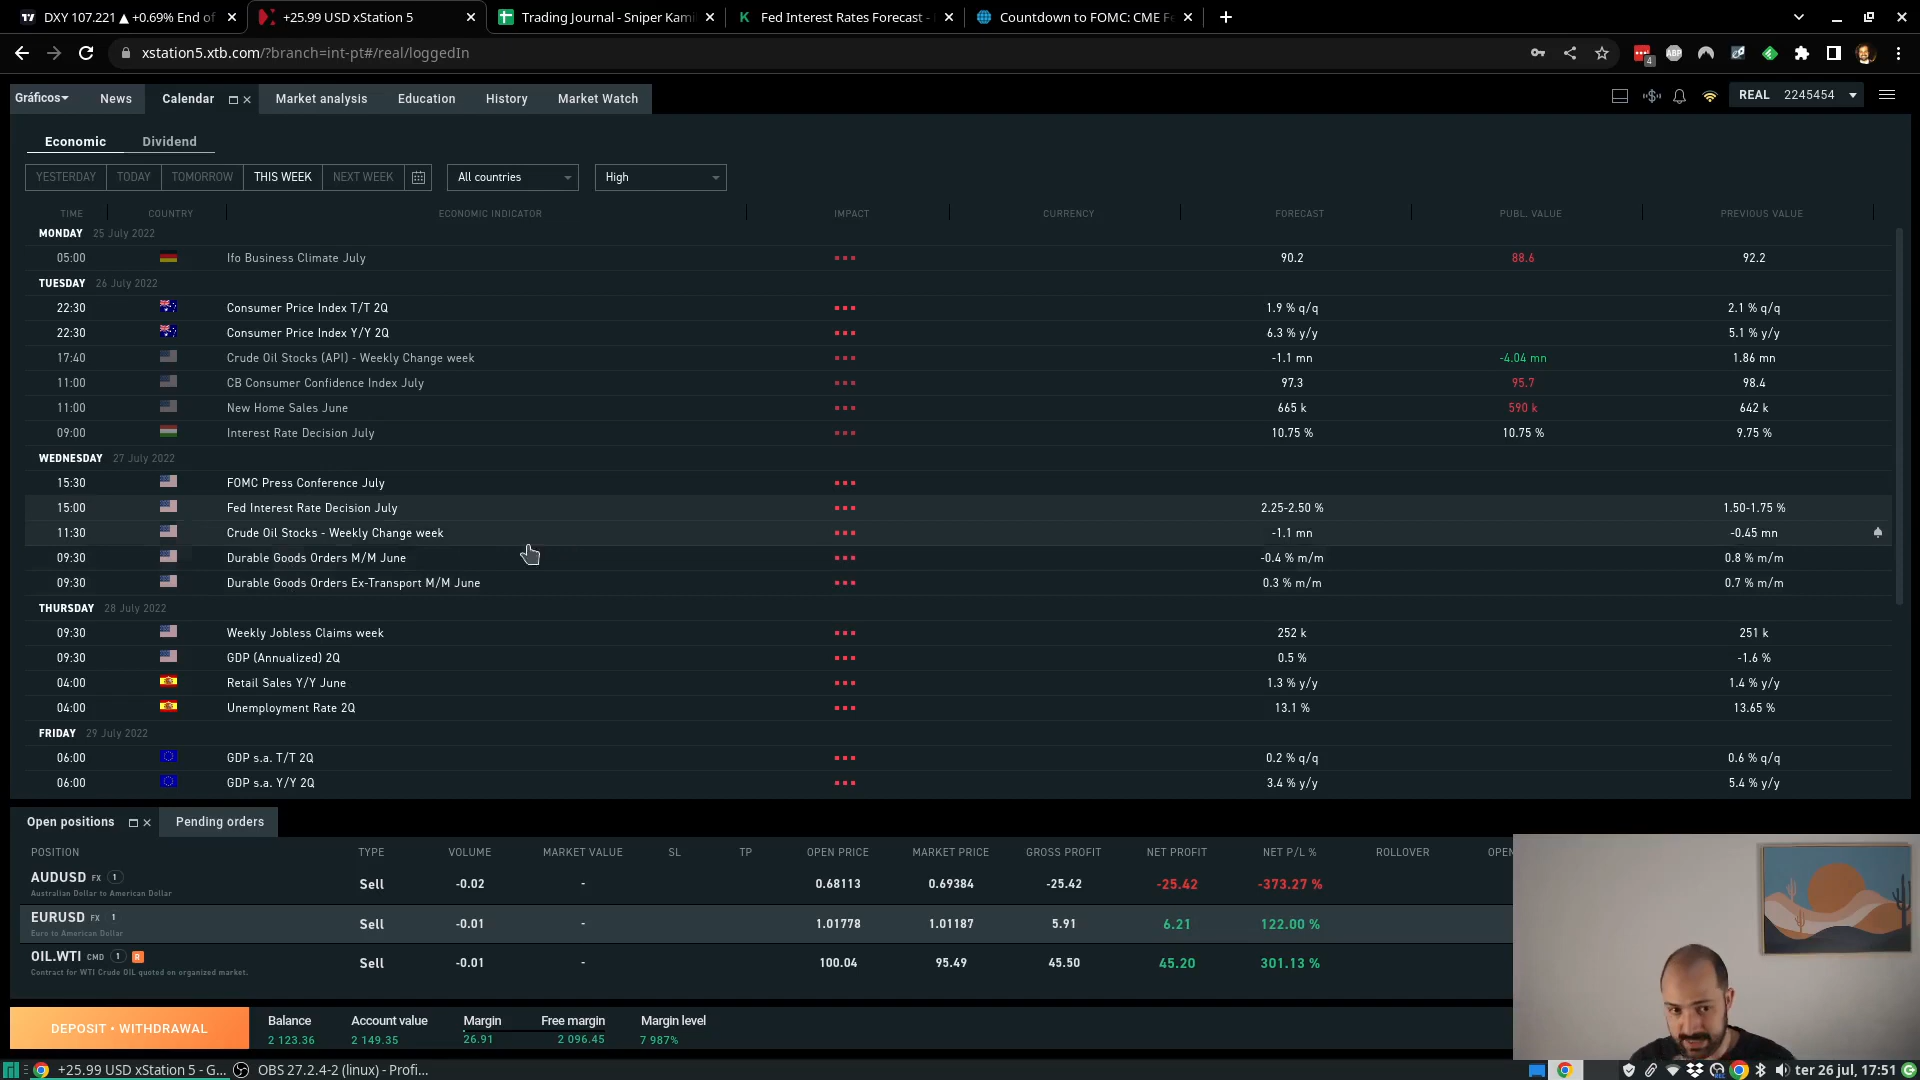 DXY 107.221 ▲ +0.69% End of
+25.99 USD xStation 5
Trading Journal - Sniper Kami
Fed Interest Rates Forecast -
Countdown to FOMC: CME Fe
xstation5.xtb.com/?branch=int-pt#/real/loggedIn
4
ABP
Gráficos
News
Calendar
Market analysis
Education
History
Market Watch
REAL 2245454
Economic
Dividend
YESTERDAY TODAY TOMORROW THIS WEEK NEXT WEEK
All countries
High
TIME COUNTRY ECONOMIC INDICATOR IMPACT CURRENCY FORECAST PUBL. VALUE PREVIOUS VALUE
MONDAY 25 July 2022
05:00 Ifo Business Climate July 90.2 88.6 92.2
TUESDAY 26 July 2022
22:30 Consumer Price Index T/T 2Q 1.9 % q/q 2.1 % q/q
22:30 Consumer Price Index Y/Y 2Q 6.3 % y/y 5.1 % y/y
17:40 Crude Oil Stocks (API) - Weekly Change week -1.1 mn -4.04 mn 1.86 mn
11:00 CB Consumer Confidence Index July 97.3 95.7 98.4
11:00 New Home Sales June 665 k 590 k 642 k
09:00 Interest Rate Decision July 10.75 % 10.75 % 9.75 %
WEDNESDAY 27 July 2022
15:30 FOMC Press Conference July
15:00 Fed Interest Rate Decision July 2.25-2.50 % 1.50-1.75 %
11:30 Crude Oil Stocks - Weekly Change week -1.1 mn -0.45 mn
09:30 Durable Goods Orders M/M June -0.4 % m/m 0.8 % m/m
09:30 Durable Goods Orders Ex-Transport M/M June 0.3 % m/m 0.7 % m/m
THURSDAY 28 July 2022
09:30 Weekly Jobless Claims week 252 k 251 k
09:30 GDP (Annualized) 2Q 0.5 % -1.6 %
04:00 Retail Sales Y/Y June 1.3 % y/y 1.4 % y/y
04:00 Unemployment Rate 2Q 13.1 % 13.65 %
FRIDAY 29 July 2022
06:00 GDP s.a. T/T 2Q 0.2 % q/q 0.6 % q/q
06:00 GDP s.a. Y/Y 2Q 3.4 % y/y 5.4 % y/y
Open positions
Pending orders
POSITION TYPE VOLUME MARKET VALUE SL TP OPEN PRICE MARKET PRICE GROSS PROFIT NET PROFIT NET P/L % ROLLOVER OPEN
AUDUSD FX 1 Sell -0.02 - 0.68113 0.69384 -25.42 -25.42 -373.27 %
Australian Dollar to American Dollar
EURUSD FX 1 Sell -0.01 - 1.01778 1.01187 5.91 6.21 122.00 %
Euro to American Dollar
OIL.WTI CMD 1 R Sell -0.01 - 100.04 95.49 45.50 45.20 301.13 %
Contract for WTI Crude OIL quoted on organized market.
DEPOSIT • WITHDRAWAL
Balance Account value Margin Free margin Margin level
2 123.36 2 149.35 26.91 2 096.45 7 987%
+25.99 USD xStation 5 - G...
OBS 27.2.4-2 (linux) - Profi...
ter 26 jul, 17:51